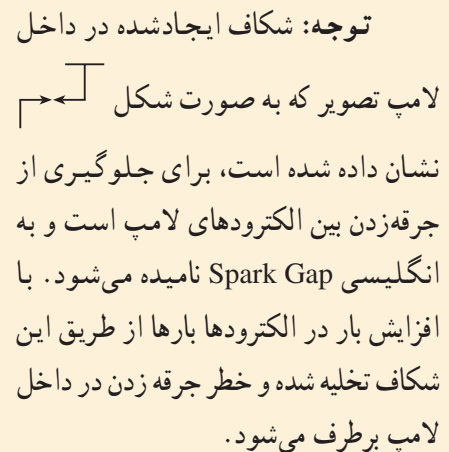 توجه: شکاف ایجادشده در داخل
لامپ تصویر که به صورت شکل
نشان داده شده است، برای جلوگیری از
جرقه‌زدن بین الکترودهای لامپ است و به
انگلیسی Spark Gap نامیده می‌شود. با
افزایش بار در الکترودها بارها از طریق این
شکاف تخلیه شده و خطر جرقه زدن در داخل
لامپ برطرف می‌شود.